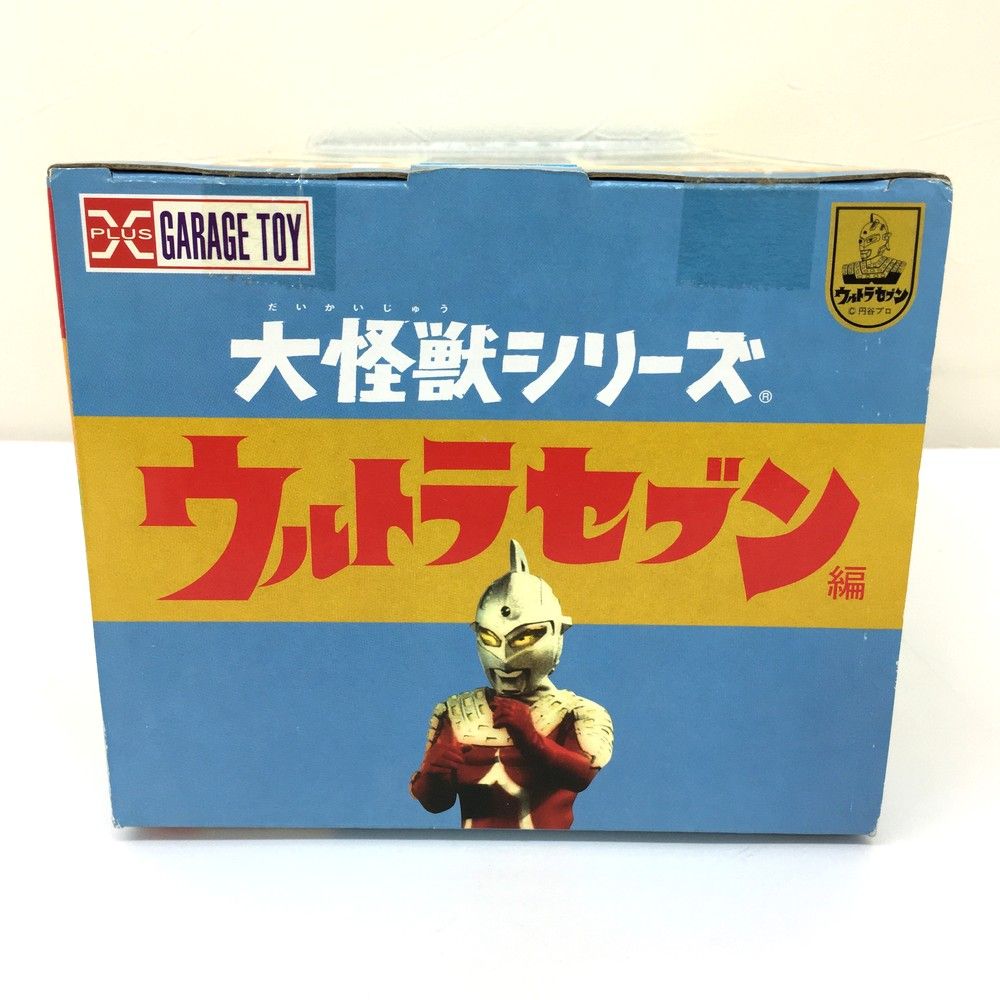 X PLUS GARAGE TOY
ウルトラセブン
© 円谷プロ
だいかいじゅう
大怪獣シリーズ®
ウルトラセブン編